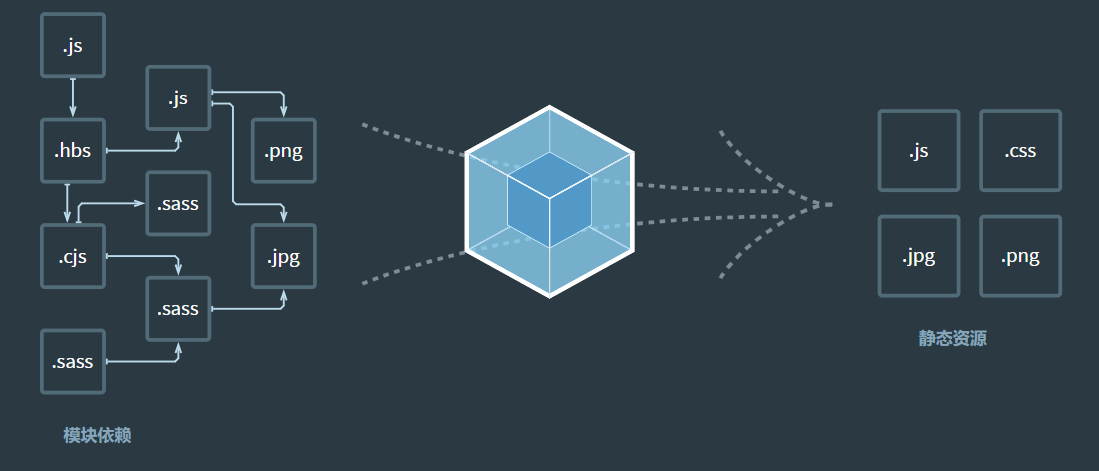 .js
.js
.hbs
.png
.sass
.cjs
.jpg
.sass
.sass
模块依赖
.js
.css
.jpg
.png
静态资源